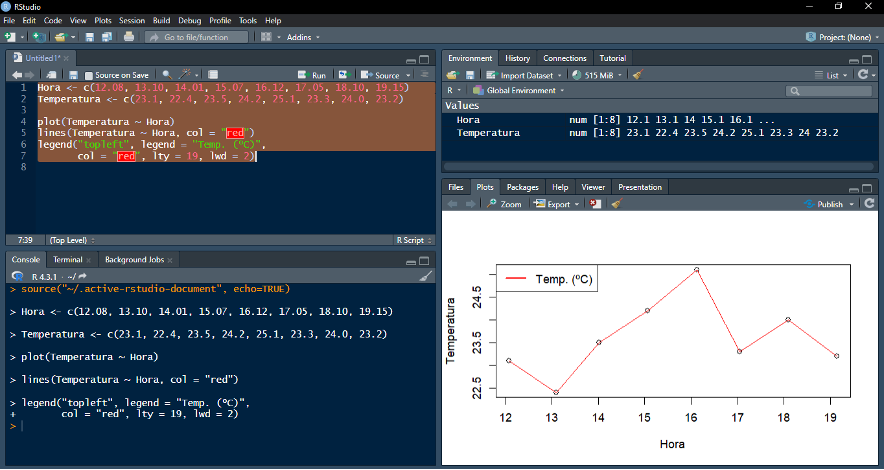 RStudio
File Edit Code View Plots Session Build Debug Profile Tools Help
Go to file/function Addins Project: (None)
Untitled1*
Source on Save Run Source
1 Hora <- c(12.08, 13.10, 14.01, 15.07, 16.12, 17.05, 18.10, 19.15)
2 Temperatura <- c(23.1, 22.4, 23.5, 24.2, 25.1, 23.3, 24.0, 23.2)
3
4 plot(Temperatura ~ Hora)
5 lines(Temperatura ~ Hora, col = "red")
6 legend("topleft", legend = "Temp. (ºC)",
7 col = "red", lty = 19, lwd = 2)
8
7:39 (Top Level) R Script
Console Terminal Background Jobs
R 4.3.1 · ~/
> source("~/.active-rstudio-document", echo=TRUE)
> Hora <- c(12.08, 13.10, 14.01, 15.07, 16.12, 17.05, 18.10, 19.15)
> Temperatura <- c(23.1, 22.4, 23.5, 24.2, 25.1, 23.3, 24.0, 23.2)
> plot(Temperatura ~ Hora)
> lines(Temperatura ~ Hora, col = "red")
> legend("topleft", legend = "Temp. (ºC)",
+ col = "red", lty = 19, lwd = 2)
>
Environment History Connections Tutorial
Import Dataset 515 MiB List
R Global Environment
Values
Hora num [1:8] 12.1 13.1 14 15.1 16.1 ...
Temperatura num [1:8] 23.1 22.4 23.5 24.2 25.1 23.3 24 23.2
Files Plots Packages Help Viewer Presentation
Zoom Export Publish
Temp. (ºC)
Temperatura
24.5
23.5
22.5
12 13 14 15 16 17 18 19
Hora